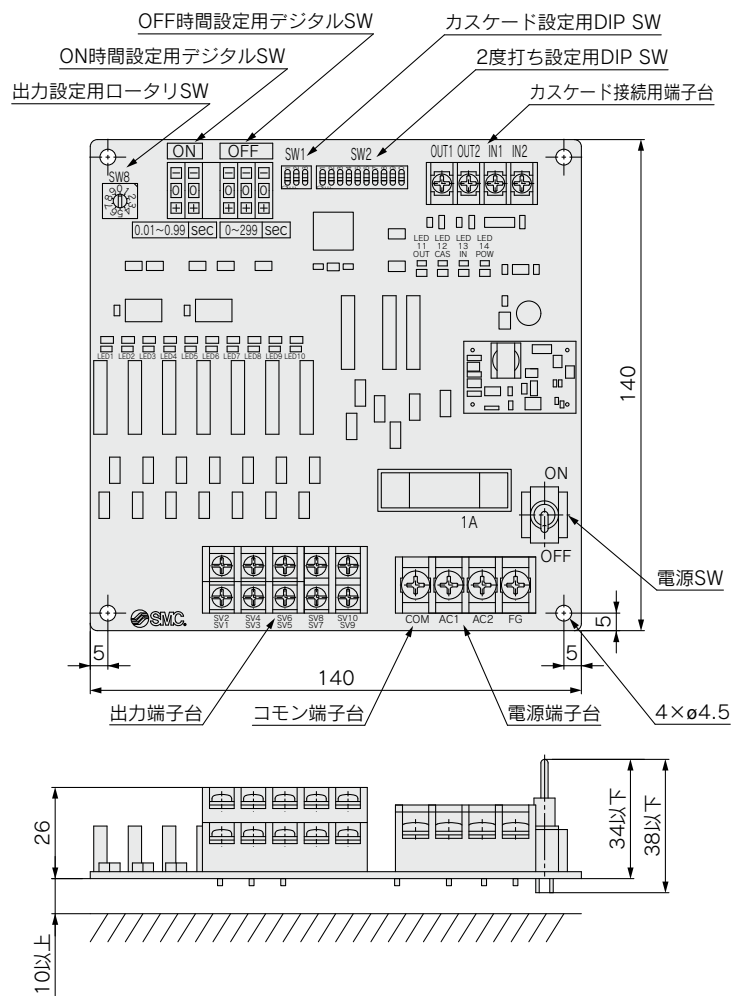 OFF時間設定用デジタルSW
カスケード設定用DIP SW
ON時間設定用デジタルSW
2度打ち設定用DIP SW
出力設定用ロータリSW
カスケード接続用端子台
ON
OFF
SW1
SW2
OUT1 OUT2 IN1 IN2
SW8
0
0 0 0
0.01~0.99 sec
0~299 sec
LED 11 OUT
LED 12 CAS
LED 13 IN
LED 14 POW
LED1 LED2 LED3 LED4 LED5 LED6 LED7 LED8 LED9 LED10
140
1A
ON
OFF
電源SW
SMC.
SV2 SV4 SV6 SV8 SV10
SV1 SV3 SV5 SV7 SV9
COM AC1 AC2 FG
5
5
5
140
出力端子台
コモン端子台
電源端子台
4×ø4.5
26
34以下
38以下
10以上